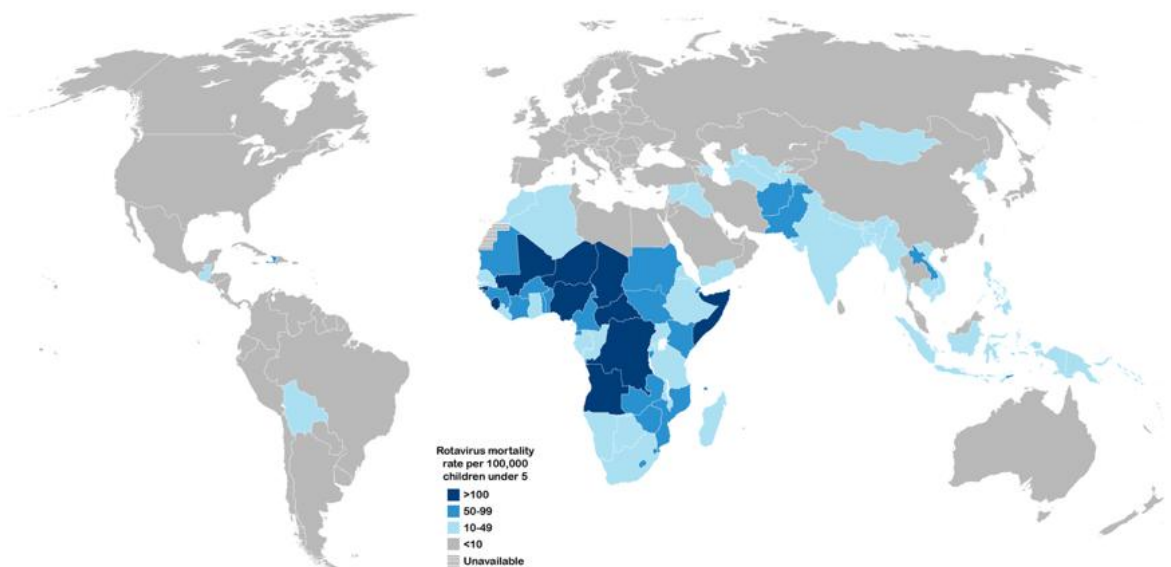 Rotavirus mortality
rate per 100,000
children under 5
>100
50-99
10-49
<10
Unavailable